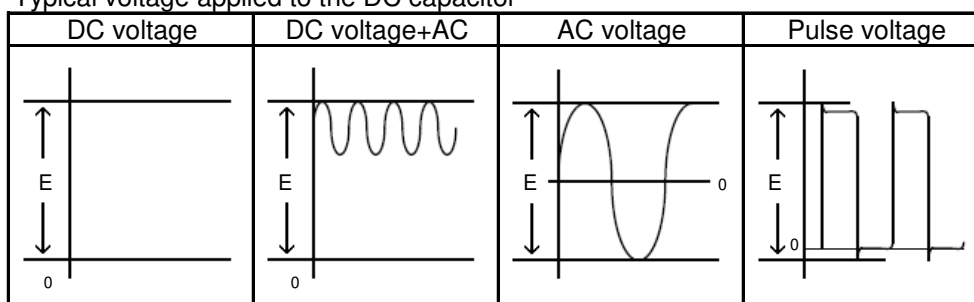 Typical voltage applied to the DC capacitor
DC voltage DC voltage+AC AC voltage Pulse voltage
E E E 0 E
0
0 0